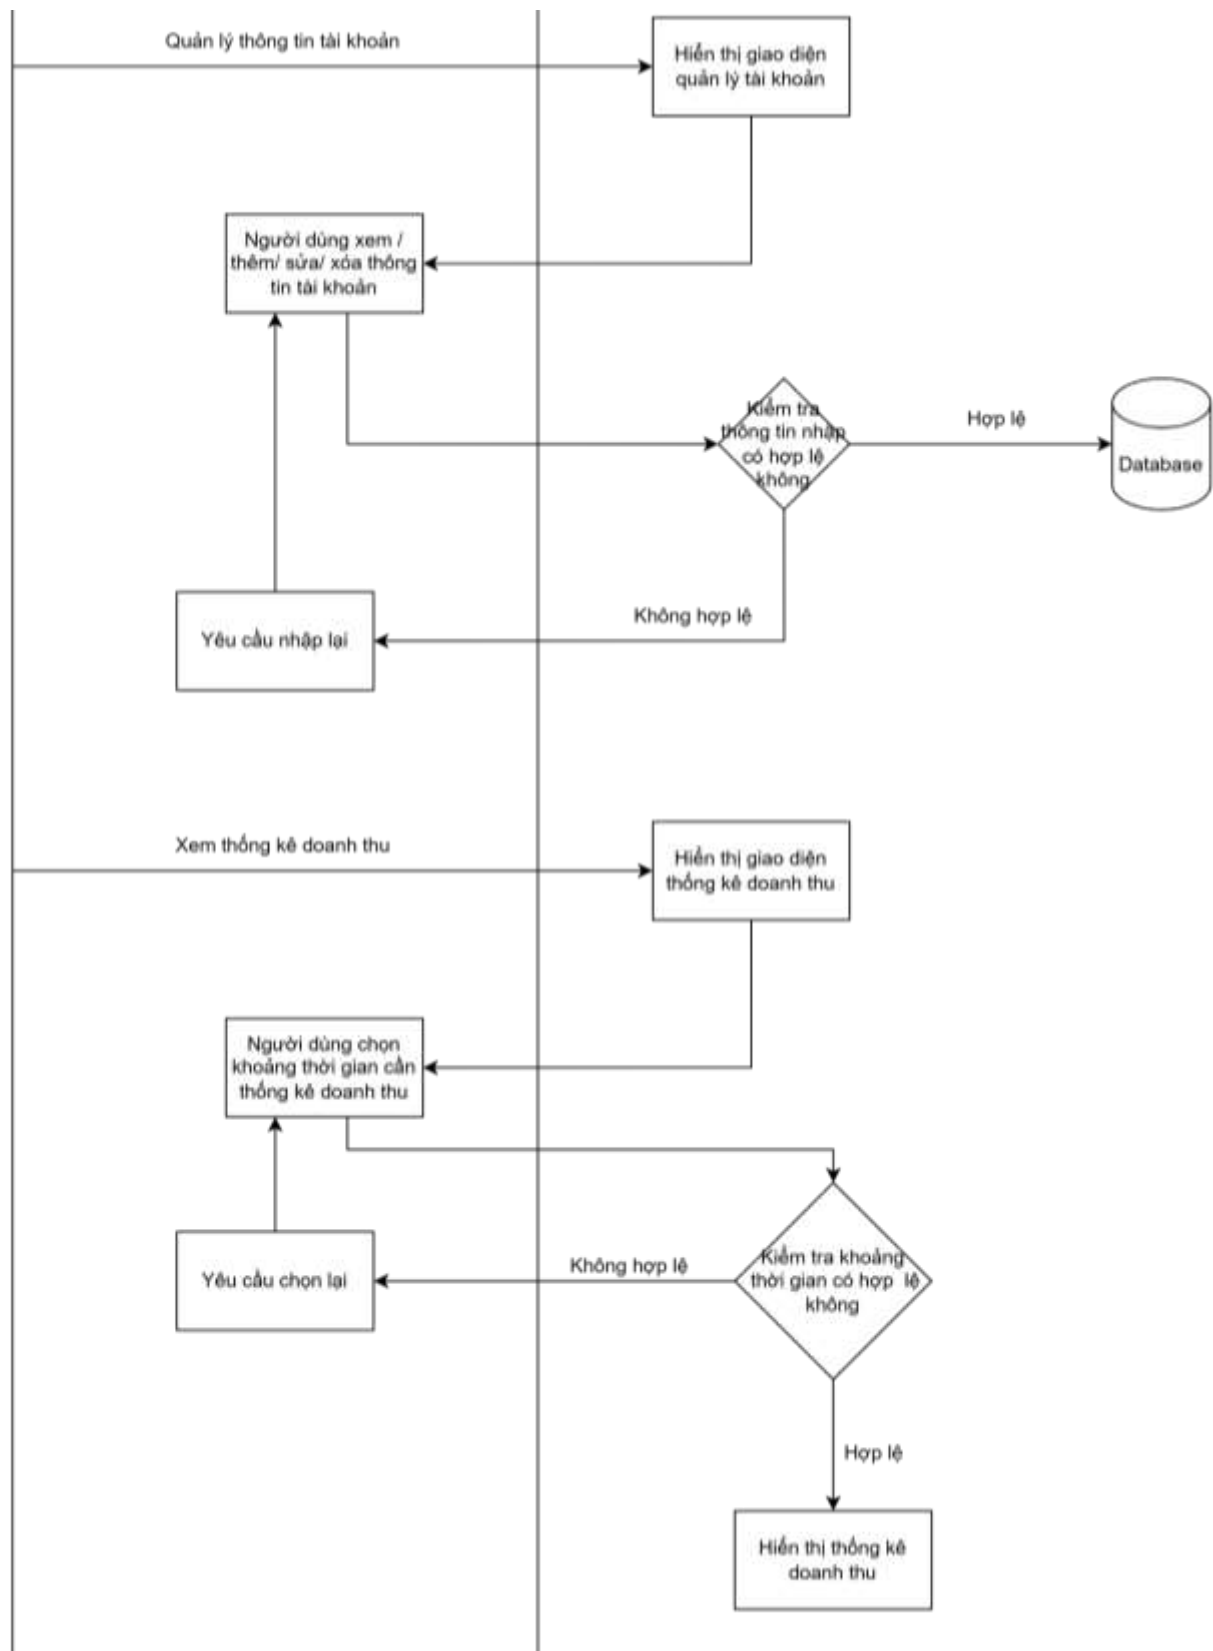 Quản lý thông tin tài khoản
Hiển thị giao diện
quản lý tài khoản
Người dùng xem /
thêm/ sửa/ xóa thông
tin tài khoản
Kiểm tra
thông tin nhập
có hợp lệ
không
Hợp lệ
Database
Không hợp lệ
Yêu cầu nhập lại
Xem thống kê doanh thu
Hiển thị giao diện
thống kê doanh thu
Người dùng chọn
khoảng thời gian cần
thống kê doanh thu
Không hợp lệ
Kiểm tra khoảng
thời gian có hợp lệ
không
Yêu cầu chọn lại
Hợp lệ
Hiển thị thống kê
doanh thu